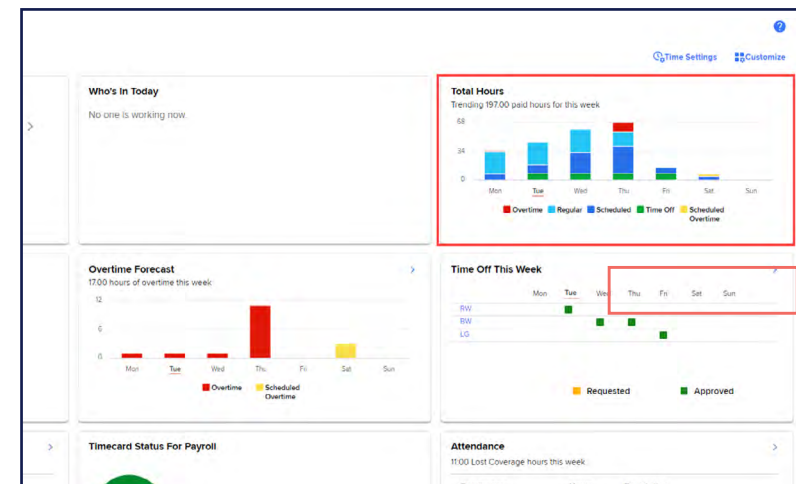 Time Settings Customize
Who's In Today
No one is working now.
Total Hours
Trending 197.00 paid hours for this week
68
34
0
Mon Tue Wed Thu Fri Sat Sun
Overtime Regular Scheduled Time Off Scheduled
Overtime
Overtime Forecast
17.00 hours of overtime this week
12
6
0
Mon Tue Wed Thu Fri Sat Sun
Overtime Scheduled
Overtime
Time Off This Week
Mon Tue Wed Thu Fri Sat Sun
RW
BW
LG
Requested Approved
Timecard Status For Payroll
Attendance
11:00 Lost Coverage hours this week